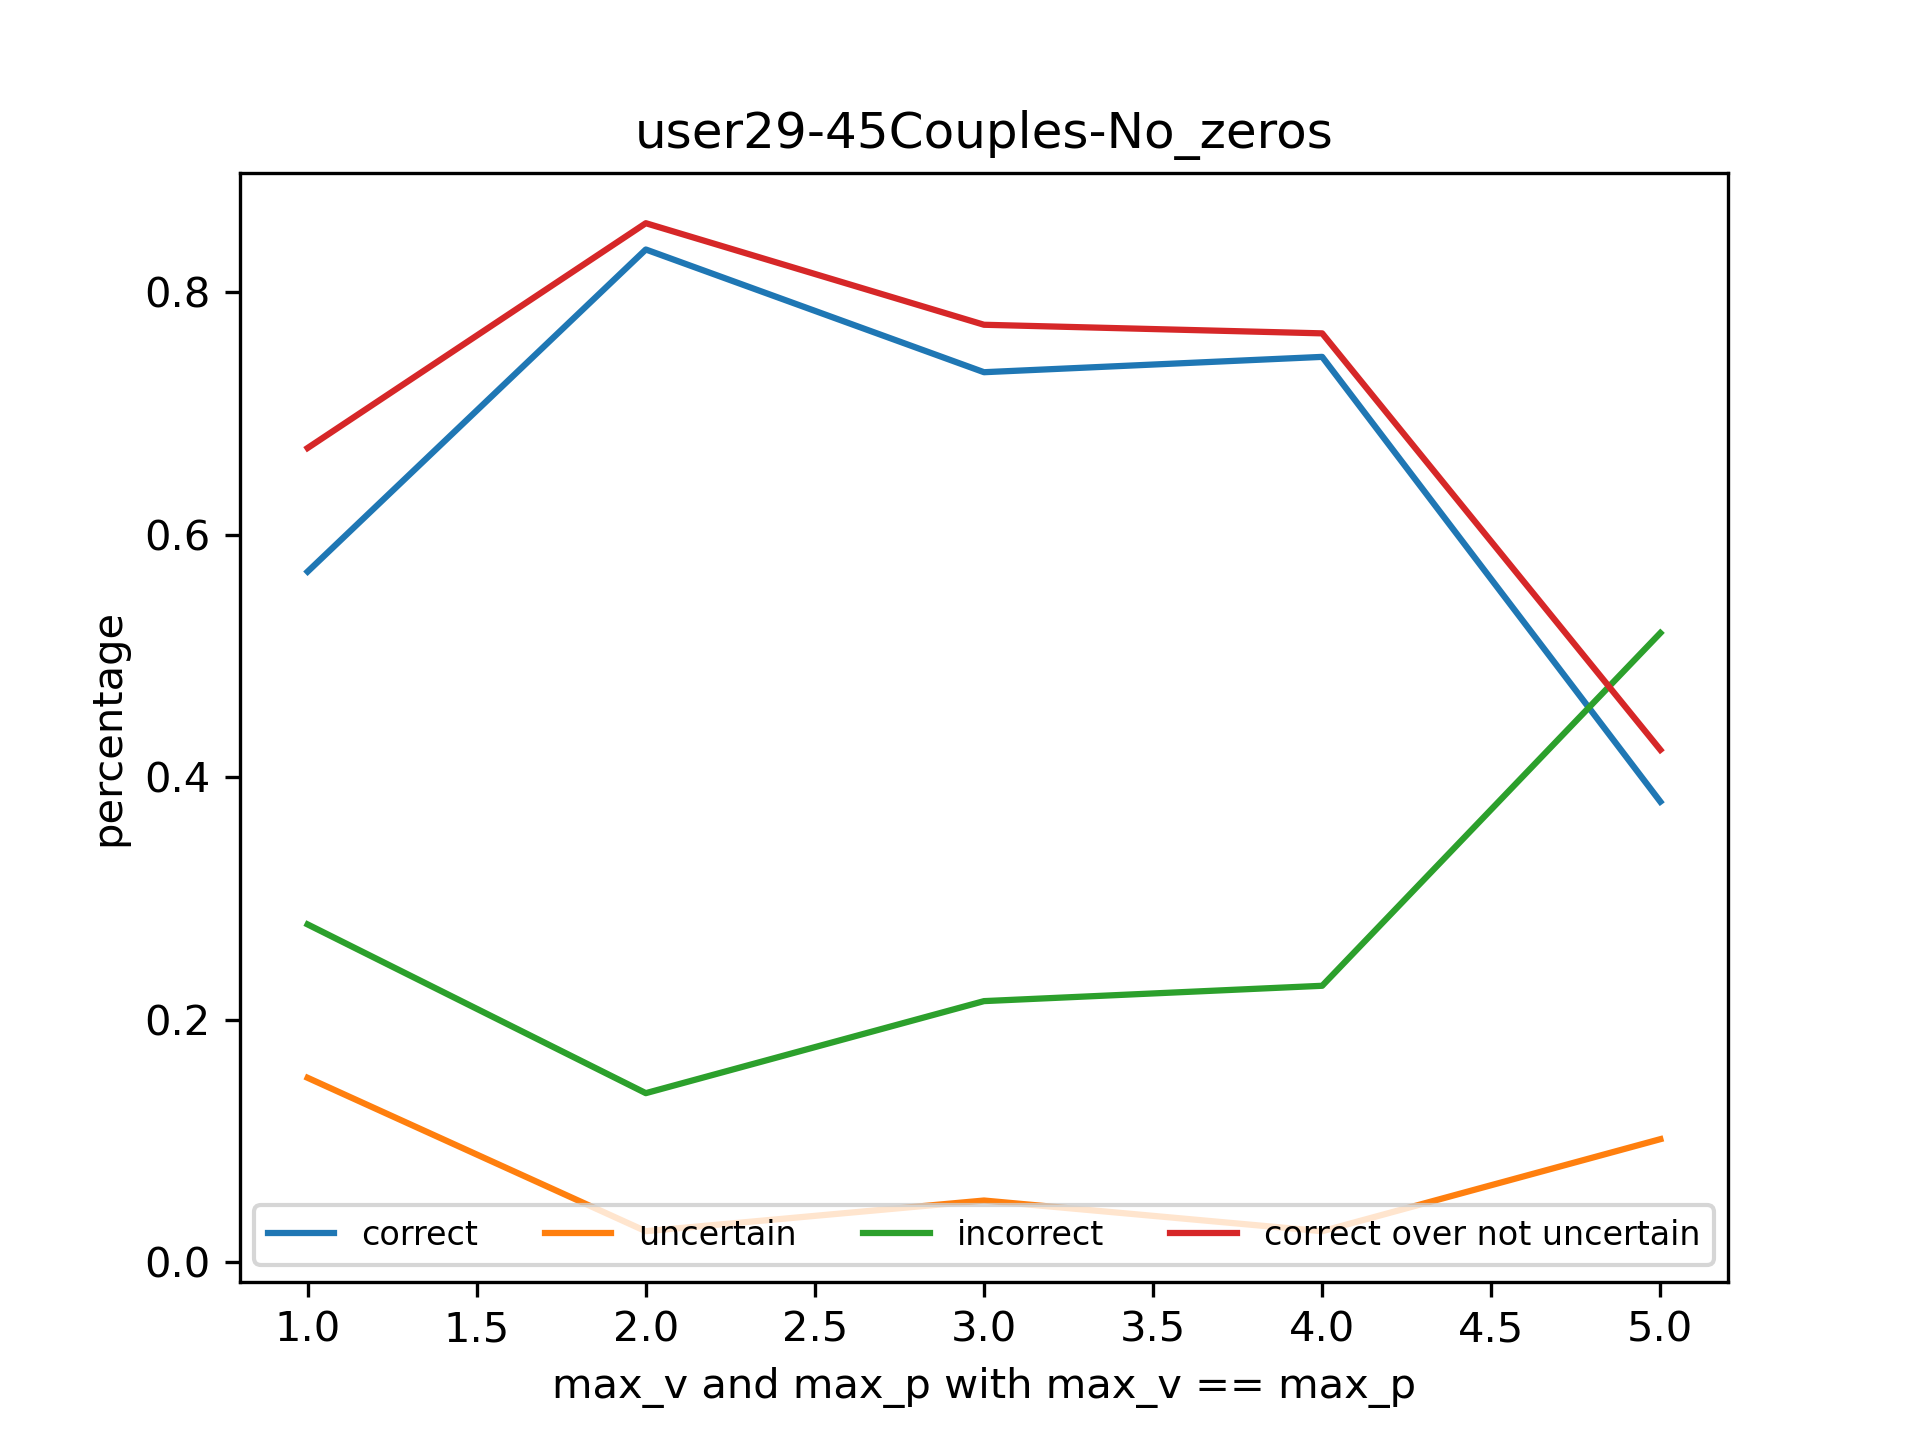 user29-45Couples-No_zeros
percentage
0.8
0.6
0.4
0.2
0.0
correct uncertain incorrect correct over not uncertain
1.0 1.5 2.0 2.5 3.0 3.5 4.0 4.5 5.0
max_v and max_p with max_v == max_p